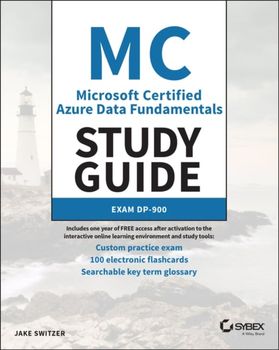 MC
Microsoft Certified
Azure Data Fundamentals
STUDY
GUIDE
EXAM DP-900
Includes one year of FREE access after activation to the
interactive online learning environment and study tools:
Custom practice exam
100 electronic flashcards
Searchable key term glossary
JAKE SWITZER
SYBEX
A Wiley Brand